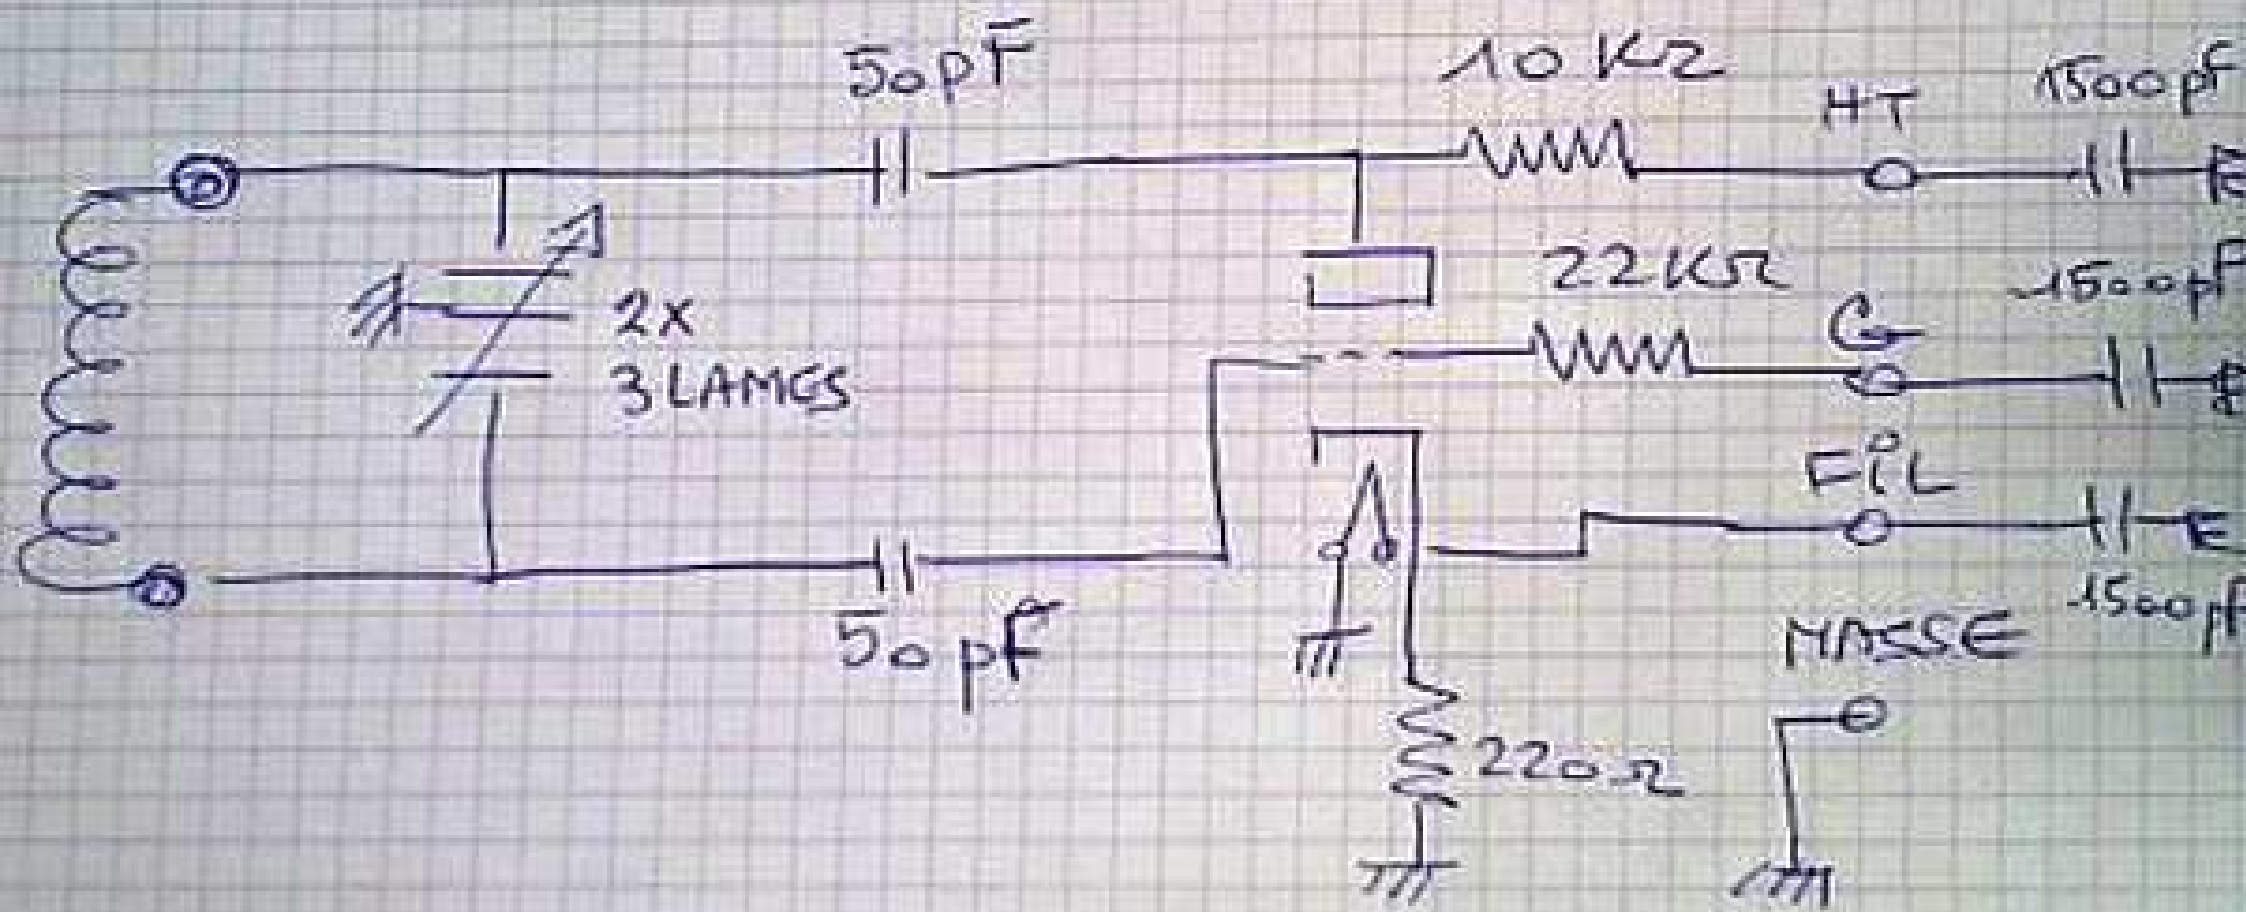 50pF
10 KΩ
HT
1500pF
2x
3 LAMES
22KΩ
G
1500pF
FiL
1500pF
50pF
MASSE
220Ω